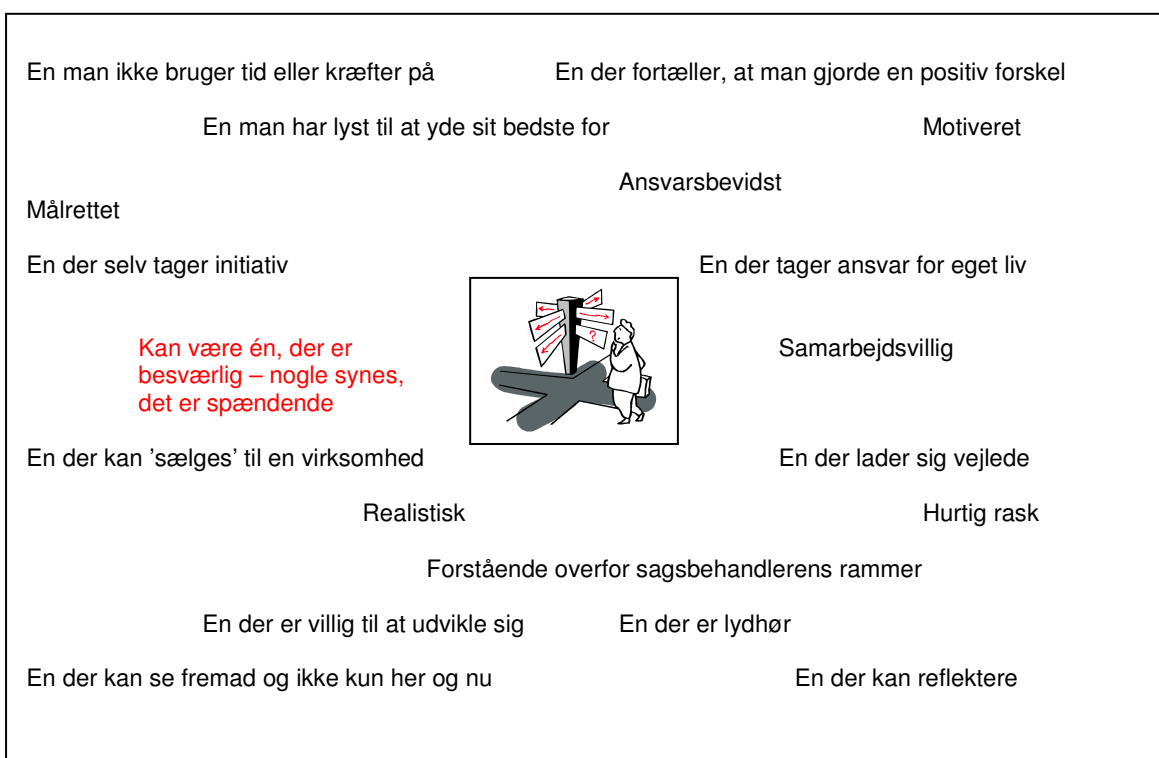 En man ikke bruger tid eller kræfter på En der fortæller, at man gjorde en positiv forskel
En man har lyst til at yde sit bedste for Motiveret
Ansvarsbevidst
Målrettet
En der selv tager initiativ En der tager ansvar for eget liv
?
Kan være én, der er
besværlig – nogle synes,
det er spændende
Samarbejdsvillig
En der kan ’sælges’ til en virksomhed En der lader sig vejlede
Realistisk Hurtig rask
Forstående overfor sagsbehandlerens rammer
En der er villig til at udvikle sig En der er lydhør
En der kan se fremad og ikke kun her og nu En der kan reflektere